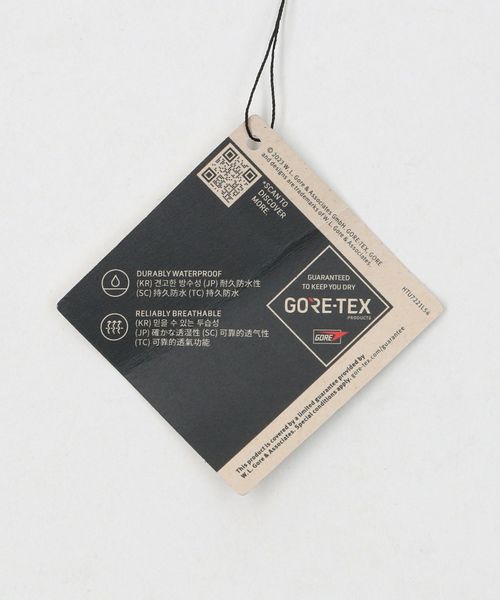 *SCAN TO
DISCOVER
MORE.
© 2023 W. L. Gore & Associates GmbH. GORE-TEX, GORE
and designs are trademarks of W. L. Gore & Associates.
DURABLY WATERPROOF
(KR) 견고한 방수성 (JP) 耐久防水性
(SC) 持久防水 (TC) 持久防水
RELIABLY BREATHABLE
(KR) 믿을 수 있는 투습성
(JP) 確かな透湿性 (SC) 可靠的透气性
(TC) 可靠的透氣功能
GUARANTEED
TO KEEP YOU DRY
GORE-TEX
PRODUCTS
GORE
This product is covered by a limited guarantee provided by
W. L. Gore & Associates. Special conditions apply. gore-tex.com/guarantee